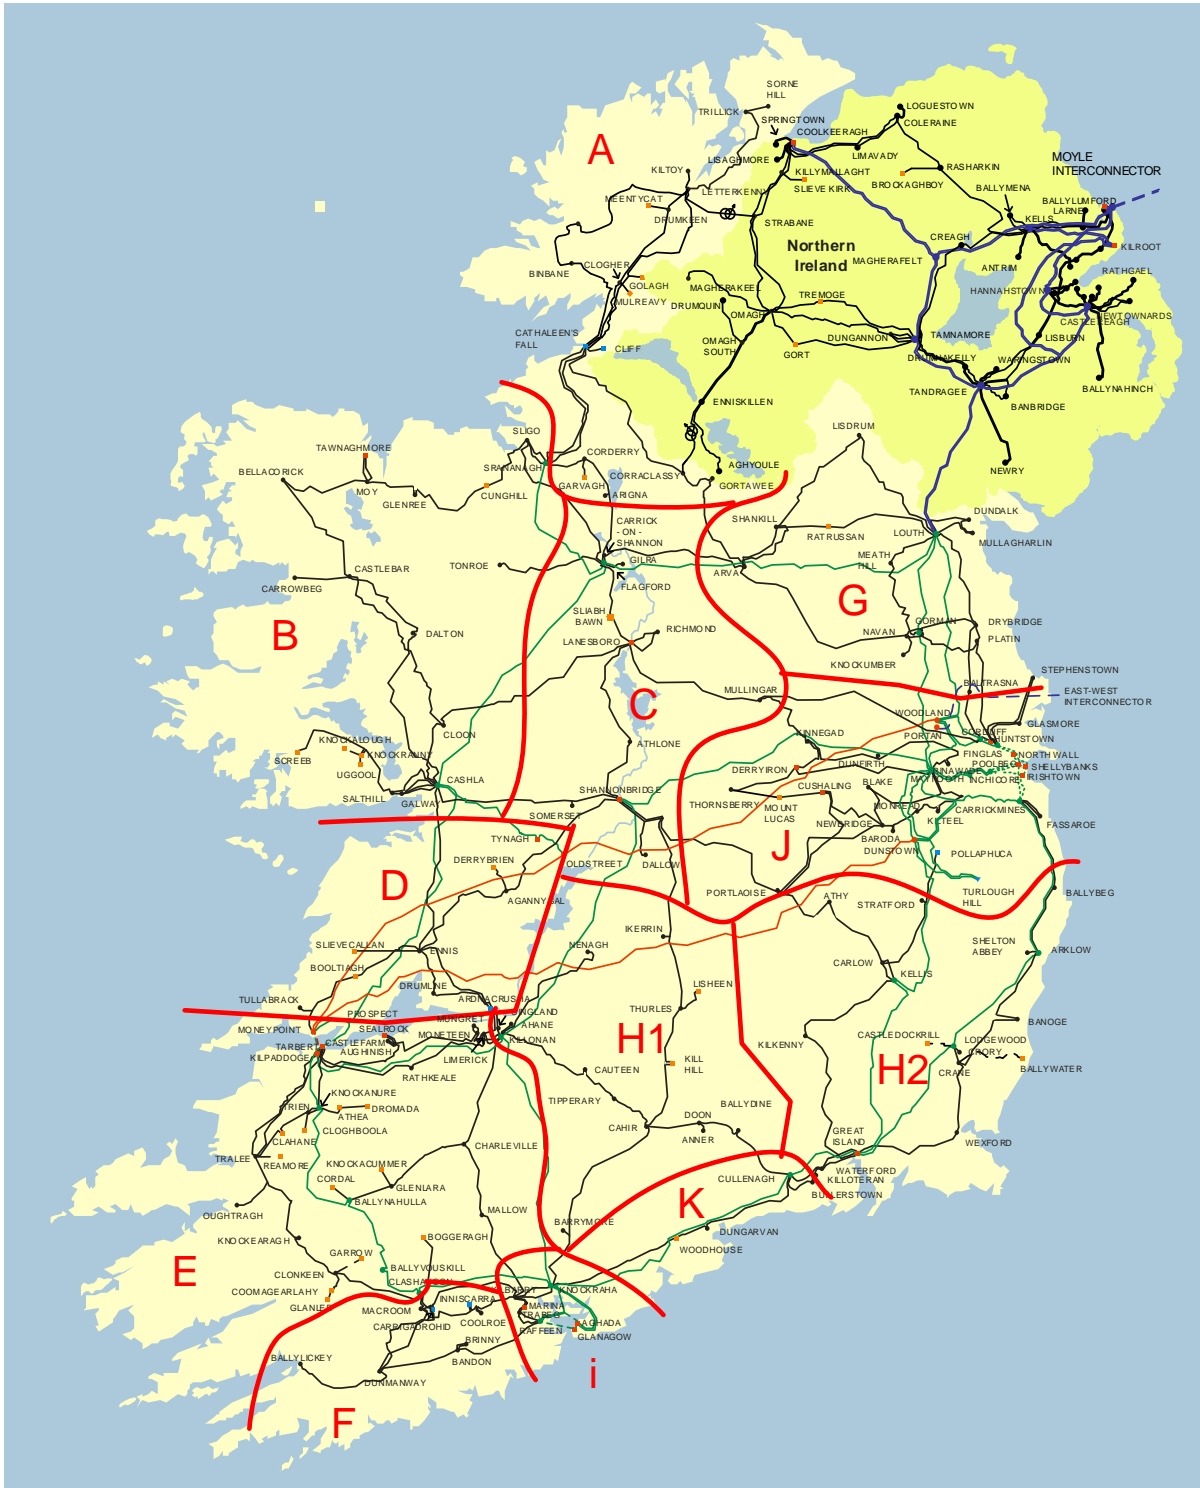 SORNE
HILL
TRILLICK
LOGUESTOWN
SPRINGTOWN
COLERAINE
COOLKEERAGH
A
LISAGHMORE
LIMAVADY
MOYLE
INTERCONNECTOR
KILTOY
KILLYMALLAGHT
RASHARKIN
SLIEVE KIRK
BROCKAGHBOY
BALLYMENA
LETTERKENNY
MEENTYCAT
BALLYLUMFORD
LARNE
DRUMKEEN
STRABANE
KELLS
CREAGH
Northern
Ireland
KILROOT
MAGHERAFELT
CLOGHER
BINBANE
ANTRIM
RATHGAEL
GOLAGH
MAGHERAKEEL
HANNAHSTOWN
MULREAVY
DRUMQUIN
TREMOGE
OMAGH
NEWTOWNARDS
CASTLEREAGH
CATHALEEN'S
FALL
CLIFF
OMAGH
SOUTH
GORT
DUNGANNON
TAMNAMORE
LISBURN
DRUMNAKELLY
WARINGSTOWN
TANDRAGEE
BALLYNAHINCH
ENNISKILLEN
BANBRIDGE
SLIGO
LISDRUM
TAWNAGHMORE
CORDERRY
SRANANAGH
BELLACORICK
CORRACLASSY
AGHYOULE
NEWRY
MOY
CUNGHILL
GARVAGH
GORTAWEE
ARIGNA
GLENREE
CARRICK
- ON -
SHANNON
SHANKILL
DUNDALK
RATRUSSAN
LOUTH
MULLAGHARLIN
TONROE
GILRA
MEATH
HILL
CASTLEBAR
ARVA
CARROWBEG
FLAGFORD
G
SLIABH
BAWN
GORMAN
DRYBRIDGE
B
DALTON
RICHMOND
NAVAN
PLATIN
LANESBORO
KNOCKUMBER
STEPHENSTOWN
MULLINGAR
BALTRASNA
EAST-WEST
INTERCONNECTOR
C
WOODLAND
GLASMORE
CLOON
KINNEGAD
PORTAN
CORDUFF
HUNTSTOWN
KNOCKALOUGH
ATHLONE
KNOCKRANNY
FINGLAS
NORTH WALL
SCREEB
DUNFIRTH
POOLBEG
SHELLYBANKS
UGGOOL
DERRYIRON
MAYNOOTH
INCHICORE
IRISHTOWN
CASHLA
CUSHALING
BLAKE
SALTHILL
SHANNONBRIDGE
GALWAY
THORNSBERRY
MOUNT
LUCAS
MONREAD
CARRICKMINES
SOMERSET
NEWBRIDGE
KILTEEL
FASSAROE
TYNAGH
J
BARODA
DERRYBRIEN
OLDSTREET
DALLOW
DUNSTOWN
POLLAPHUCA
D
PORTLAOISE
ATHY
TURLOUGH
HILL
BALLYBEG
AGANNYGAL
STRATFORD
IKERRIN
SLIEVECALLAN
ENNIS
NENAGH
SHELTON
ABBEY
ARKLOW
BOOLTIAGH
CARLOW
KELLIS
DRUMLINE
LISHEEN
TULLABRACK
ARDNACRUSHA
THURLES
PROSPECT
SINGLAND
MUNGRET
BANOGE
MONEYPOINT
SEALROCK
AHANE
H1
CASTLEDOCKRILL
TARBERT
CASTLEFARM
MONETEEN
KILLONAN
KILKENNY
LODGEWOOD
KILPADDOGE
AUGHINISH
LIMERICK
KILL
HILL
CRORY
RATHKEALE
CAUTEEN
H2
CRANE
BALLYWATER
KNOCKANURE
TRIEN
DROMADA
TIPPERARY
BALLYDINE
ATHEA
DOON
CLOGHBOOLA
CAHIR
GREAT
ISLAND
CLAHANE
ANNER
CHARLEVILLE
WEXFORD
TRALEE
REAMORE
KNOCKACUMMER
WATERFORD
CORDAL
CULLENAGH
KILLOTERAN
GLENLARA
BUTLERSTOWN
BALLYNAHULLA
K
OUGHTRAGH
MALLOW
BARRYMORE
DUNGARVAN
KNOCKEARAGH
BOGGERAGH
WOODHOUSE
GARROW
E
BALLYVOUSKILL
CLONKEEN
CLASHAVOON
KILBARRY
KNOCKRAHA
COOMAGEARLAHY
INNISCARRA
GLANLEE
MACROOM
MARINA
COOLROE
TRABEG
AGHADA
CARRIGADROHID
RAFFEEN
GLANAGOW
BRINNY
BALLYLICKEY
BANDON
i
DUNMANWAY
F